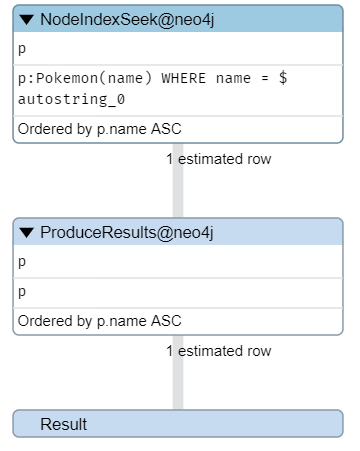 ▼ NodeIndexSeek@neo4j
p
p:Pokemon(name) WHERE name = $
autostring_0
Ordered by p.name ASC
1 estimated row
▼ ProduceResults@neo4j
p
p
Ordered by p.name ASC
1 estimated row
Result